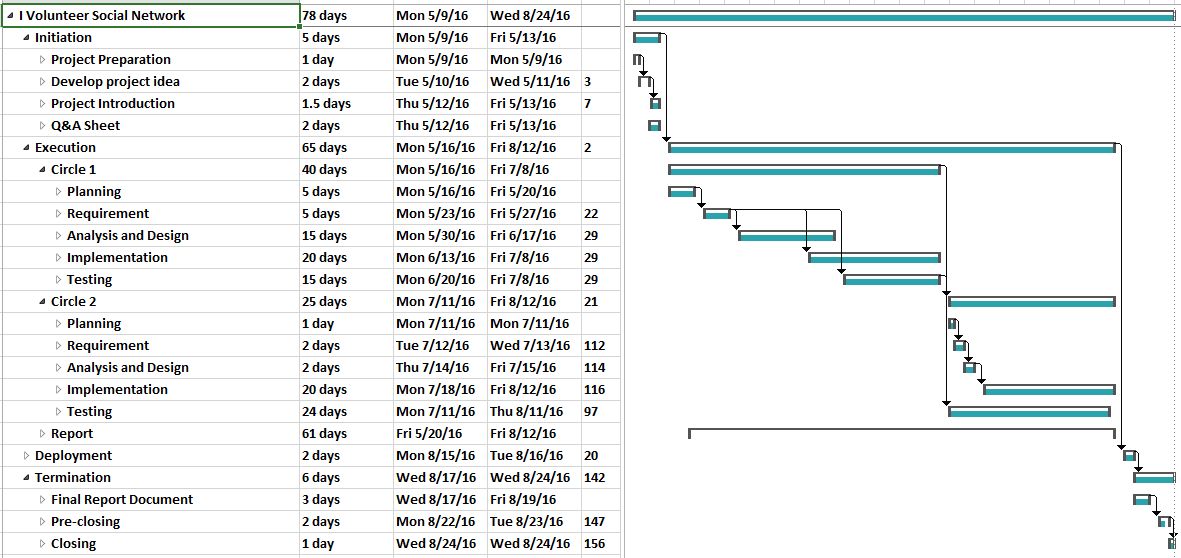 I Volunteer Social Network 78 days Mon 5/9/16 Wed 8/24/16
Initiation 5 days Mon 5/9/16 Fri 5/13/16
Project Preparation 1 day Mon 5/9/16 Mon 5/9/16
Develop project idea 2 days Tue 5/10/16 Wed 5/11/16 3
Project Introduction 1.5 days Thu 5/12/16 Fri 5/13/16 7
Q&A Sheet 2 days Thu 5/12/16 Fri 5/13/16
Execution 65 days Mon 5/16/16 Fri 8/12/16 2
Circle 1 40 days Mon 5/16/16 Fri 7/8/16
Planning 5 days Mon 5/16/16 Fri 5/20/16
Requirement 5 days Mon 5/23/16 Fri 5/27/16 22
Analysis and Design 15 days Mon 5/30/16 Fri 6/17/16 29
Implementation 20 days Mon 6/13/16 Fri 7/8/16 29
Testing 15 days Mon 6/20/16 Fri 7/8/16 29
Circle 2 25 days Mon 7/11/16 Fri 8/12/16 21
Planning 1 day Mon 7/11/16 Mon 7/11/16
Requirement 2 days Tue 7/12/16 Wed 7/13/16 112
Analysis and Design 2 days Thu 7/14/16 Fri 7/15/16 114
Implementation 20 days Mon 7/18/16 Fri 8/12/16 116
Testing 24 days Mon 7/11/16 Thu 8/11/16 97
Report 61 days Fri 5/20/16 Fri 8/12/16
Deployment 2 days Mon 8/15/16 Tue 8/16/16 20
Termination 6 days Wed 8/17/16 Wed 8/24/16 142
Final Report Document 3 days Wed 8/17/16 Fri 8/19/16
Pre-closing 2 days Mon 8/22/16 Tue 8/23/16 147
Closing 1 day Wed 8/24/16 Wed 8/24/16 156